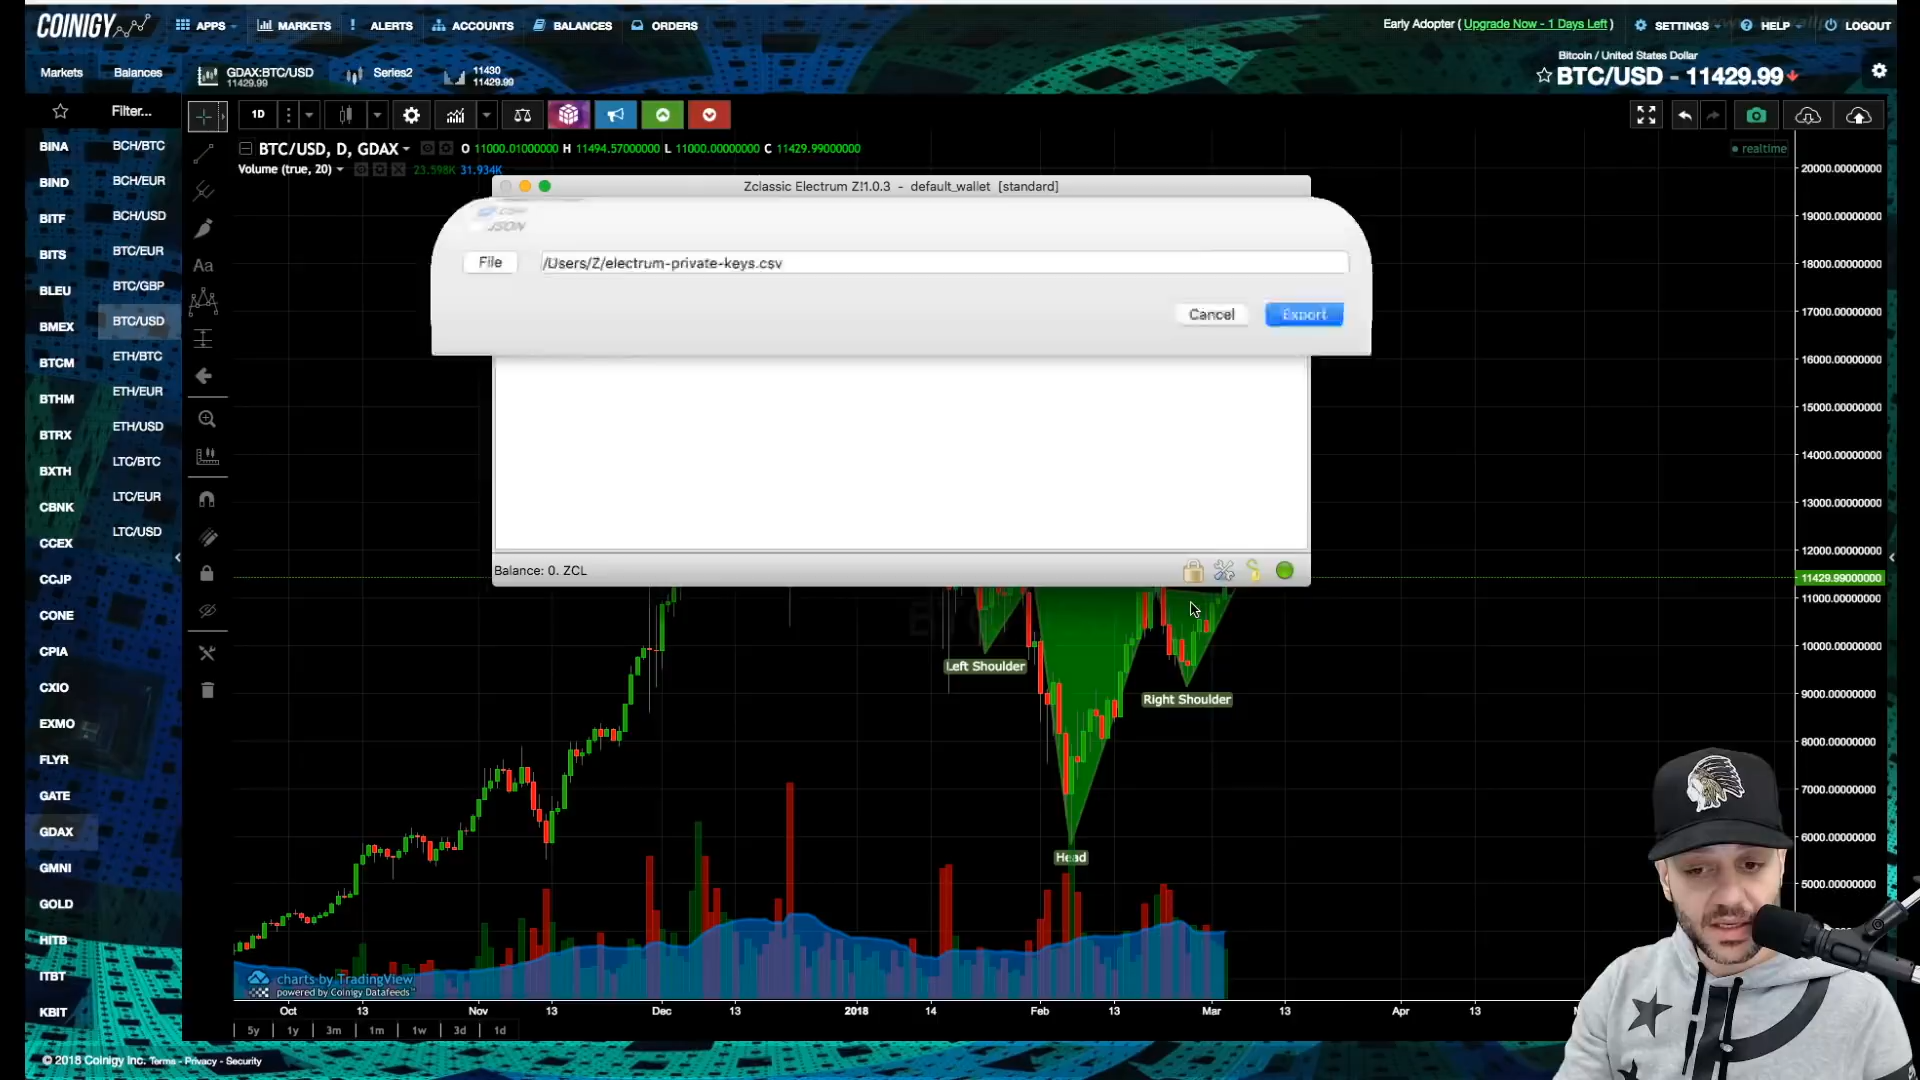 COINIGY
APPS
MARKETS
! ALERTS
ACCOUNTS
BALANCES
ORDERS
Early Adopter ( Upgrade Now - 1 Days Left )
SETTINGS
HELP
LOGOUT
Markets
Balances
GDAX:BTC/USD
11429.99
Series2
11430
11429.99
Bitcoin / United States Dollar
BTC/USD - 11429.99
Filter...
1D
BTC/USD, D, GDAX
O 11000.01000000 H 11494.57000000 L 11000.00000000 C 11429.99000000
realtime
Volume (true, 20)
23.598K 31.934K
Zclassic Electrum Z!1.0.3 - default_wallet [standard]
JSON
File
/Users/Z/electrum-private-keys.csv
Cancel
Export
Balance: 0. ZCL
BINA
BIND
BITF
BITS
BLEU
BMEX
BTCM
BTHM
BTRX
BXTH
CBNK
CCEX
CCJP
CONE
CPIA
CXIO
EXMO
FLYR
GATE
GDAX
GMNI
GOLD
HITB
ITBT
KBIT
BCH/BTC
BCH/EUR
BCH/USD
BTC/EUR
BTC/GBP
BTC/USD
ETH/BTC
ETH/EUR
ETH/USD
LTC/BTC
LTC/EUR
LTC/USD
Aa
20000.00000000
19000.00000000
18000.00000000
17000.00000000
16000.00000000
15000.00000000
14000.00000000
13000.00000000
12000.00000000
11429.99000000
11000.00000000
10000.00000000
9000.00000000
8000.00000000
7000.00000000
6000.00000000
5000.00000000
Left Shoulder
Right Shoulder
Head
charts by TradingView
powered by Coinigy Datafeeds
Oct 13 Nov 13 Dec 13 2018 14 Feb 13 Mar 13 Apr 13
5y 1y 3m 1m 1w 3d 1d
© 2018 Coinigy Inc. Terms - Privacy - Security